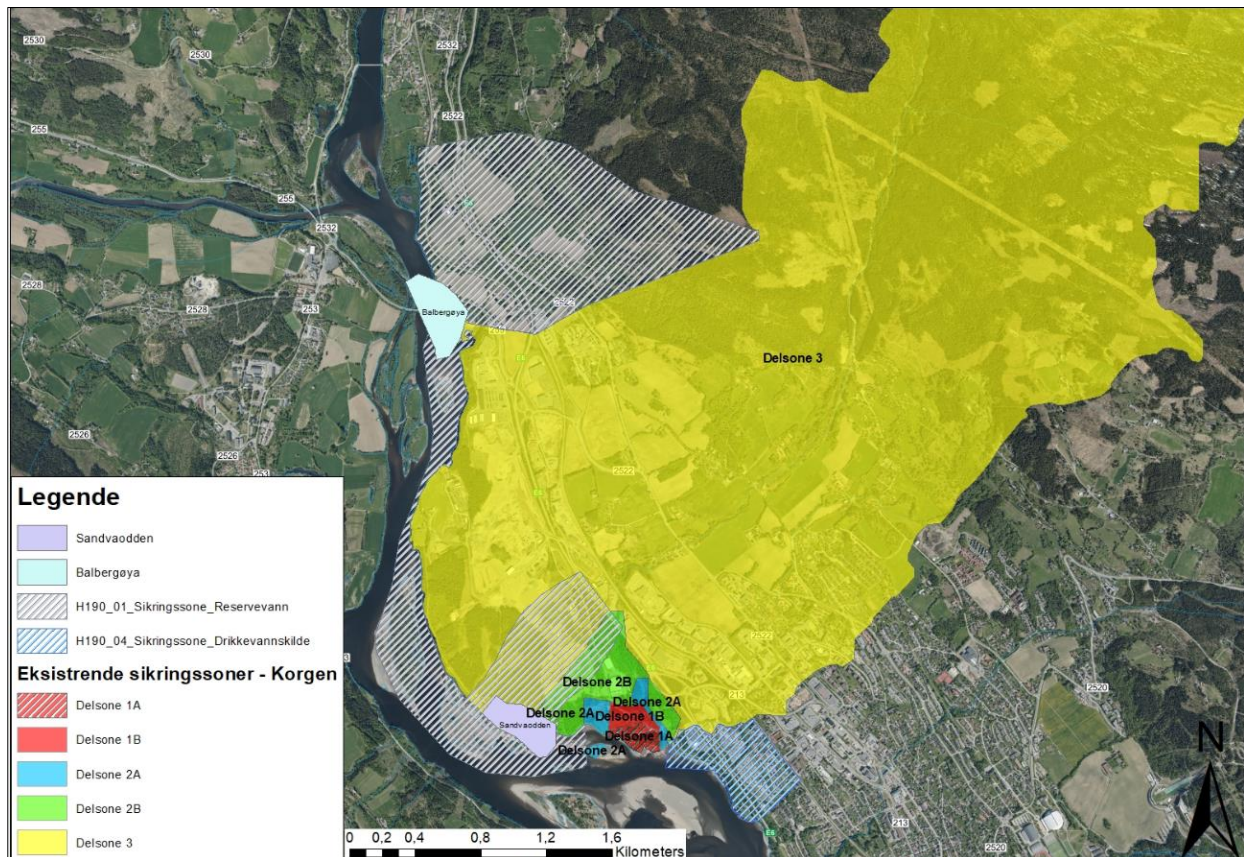 2530
2532
2530
2522
255
255
2532
2528
2528
253
Balbergøya
2522
E6
Delsone 3
2526
2526
253
2522
E6
Legende
Sandvaodden
Balbergøya
H190_01_Sikringssone_Reservevann
H190_04_Sikringssone_Drikkevannskilde
Eksistrende sikringssoner - Korgen
Delsone 1A
Delsone 1B
Delsone 2A
Delsone 2B
Delsone 3
2522
2520
Delsone 2B
213
Delsone 2A
Delsone 2A
Delsone 1B
Sandvaodden
Delsone 1A
Delsone 2A
N
213
E6
2520
0 0,2 0,4 0,8 1,2 1,6
Kilometers